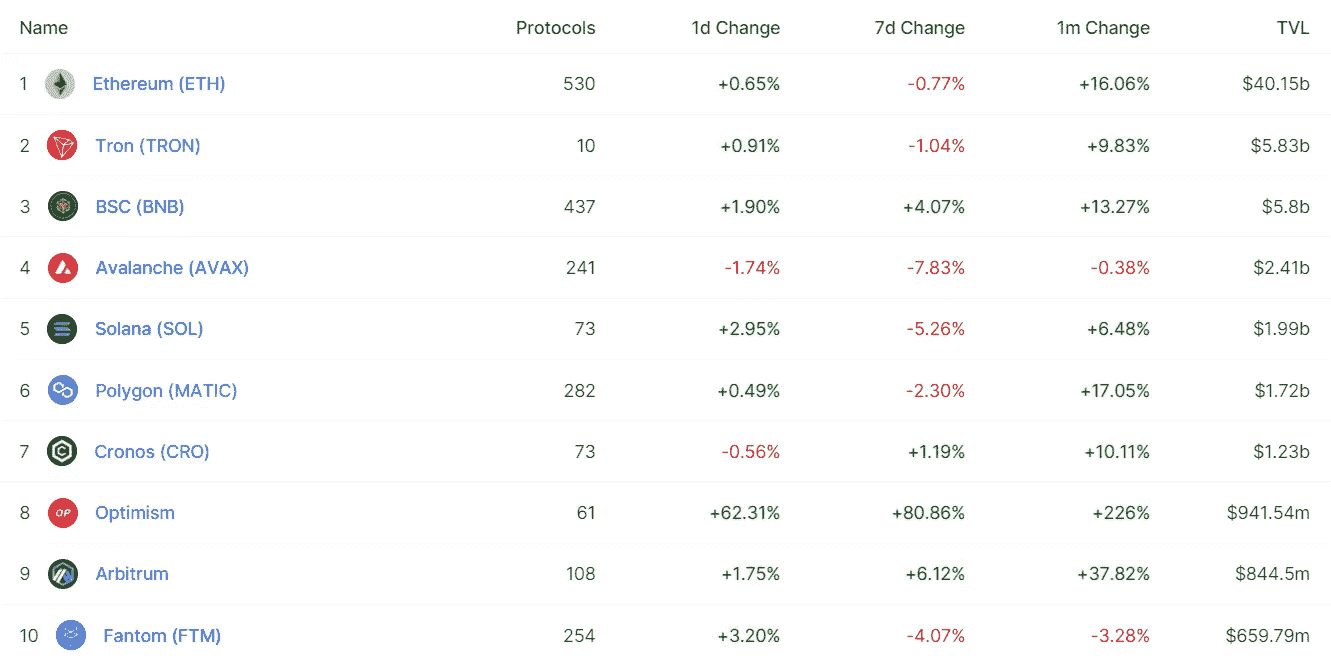 Name Protocols 1d Change 7d Change 1m Change TVL
1 Ethereum (ETH) 530 +0.65% -0.77% +16.06% $40.15b
2 Tron (TRON) 10 +0.91% -1.04% +9.83% $5.83b
3 BSC (BNB) 437 +1.90% +4.07% +13.27% $5.8b
4 Avalanche (AVAX) 241 -1.74% -7.83% -0.38% $2.41b
5 Solana (SOL) 73 +2.95% -5.26% +6.48% $1.99b
6 Polygon (MATIC) 282 +0.49% -2.30% +17.05% $1.72b
7 Cronos (CRO) 73 -0.56% +1.19% +10.11% $1.23b
8 OP Optimism 61 +62.31% +80.86% +226% $941.54m
9 Arbitrum 108 +1.75% +6.12% +37.82% $844.5m
10 Fantom (FTM) 254 +3.20% -4.07% -3.28% $659.79m